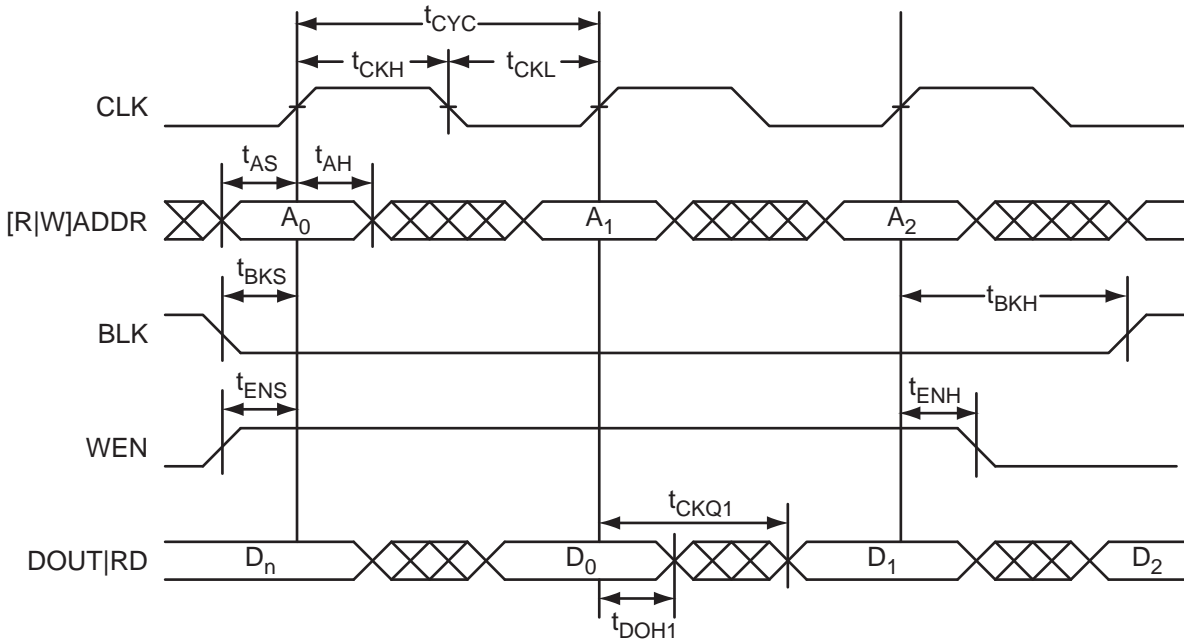 tCYC
tCKH
tCKL
CLK
tAS
tAH
[R|W]ADDR
A0
A1
A2
tBKS
tBKH
BLK
tENS
tENH
WEN
tCKQ1
DOUT|RD
Dn
D0
D1
D2
tDOH1